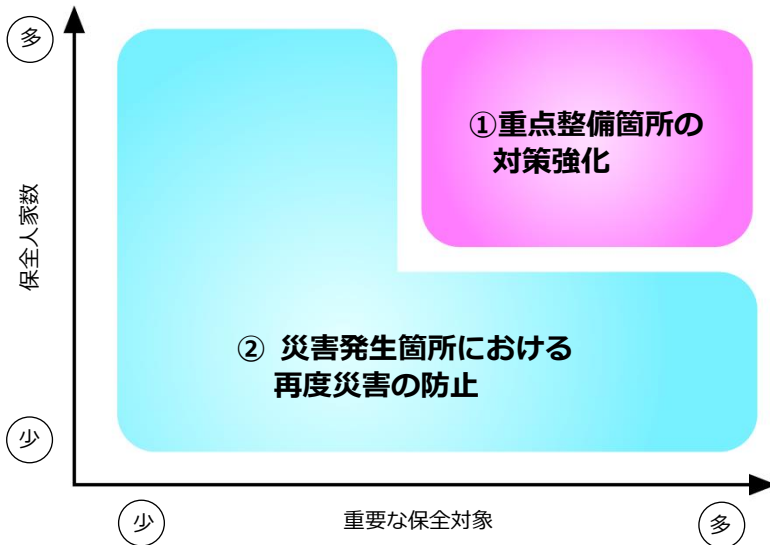 多
①重点整備箇所の
対策強化
保全人家数
② 災害発生箇所における
再度災害の防止
少
少
重要な保全対象
多